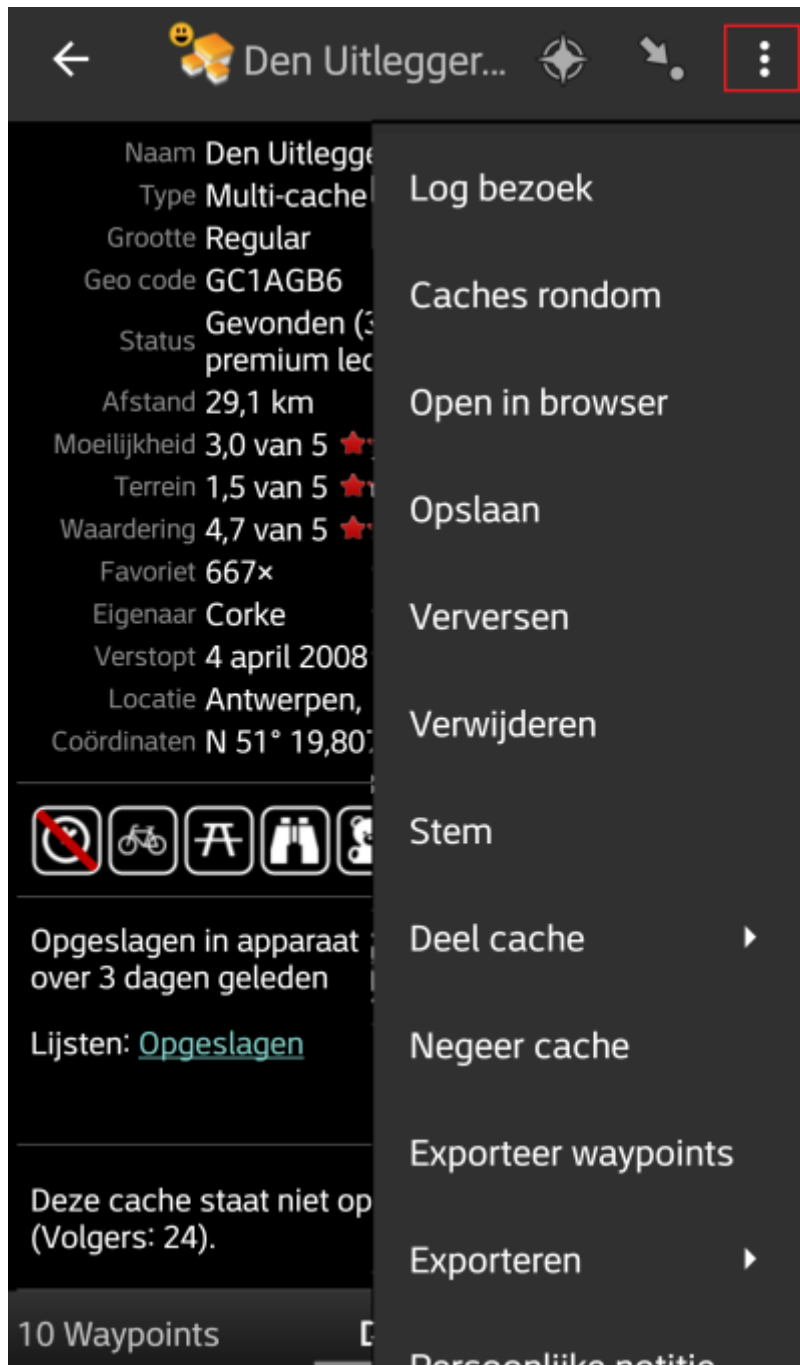 Den Uitlegger...
Naam Den Uitlegge
Type Multi-cache
Grootte Regular
Geo code GC1AGB6
Status Gevonden (3
premium led
Afstand 29,1 km
Moeilijkheid 3,0 van 5
Terrein 1,5 van 5
Waardering 4,7 van 5
Favoriet 667×
Eigenaar Corke
Verstopt 4 april 2008
Locatie Antwerpen,
Coördinaten N 51° 19,807
Opgeslagen in apparaat
over 3 dagen geleden
Lijsten: Opgeslagen
Deze cache staat niet op
(Volgers: 24).
10 Waypoints
Log bezoek
Caches rondom
Open in browser
Opslaan
Verversen
Verwijderen
Stem
Deel cache
Negeer cache
Exporteer waypoints
Exporteren
Persoonlijke notitie